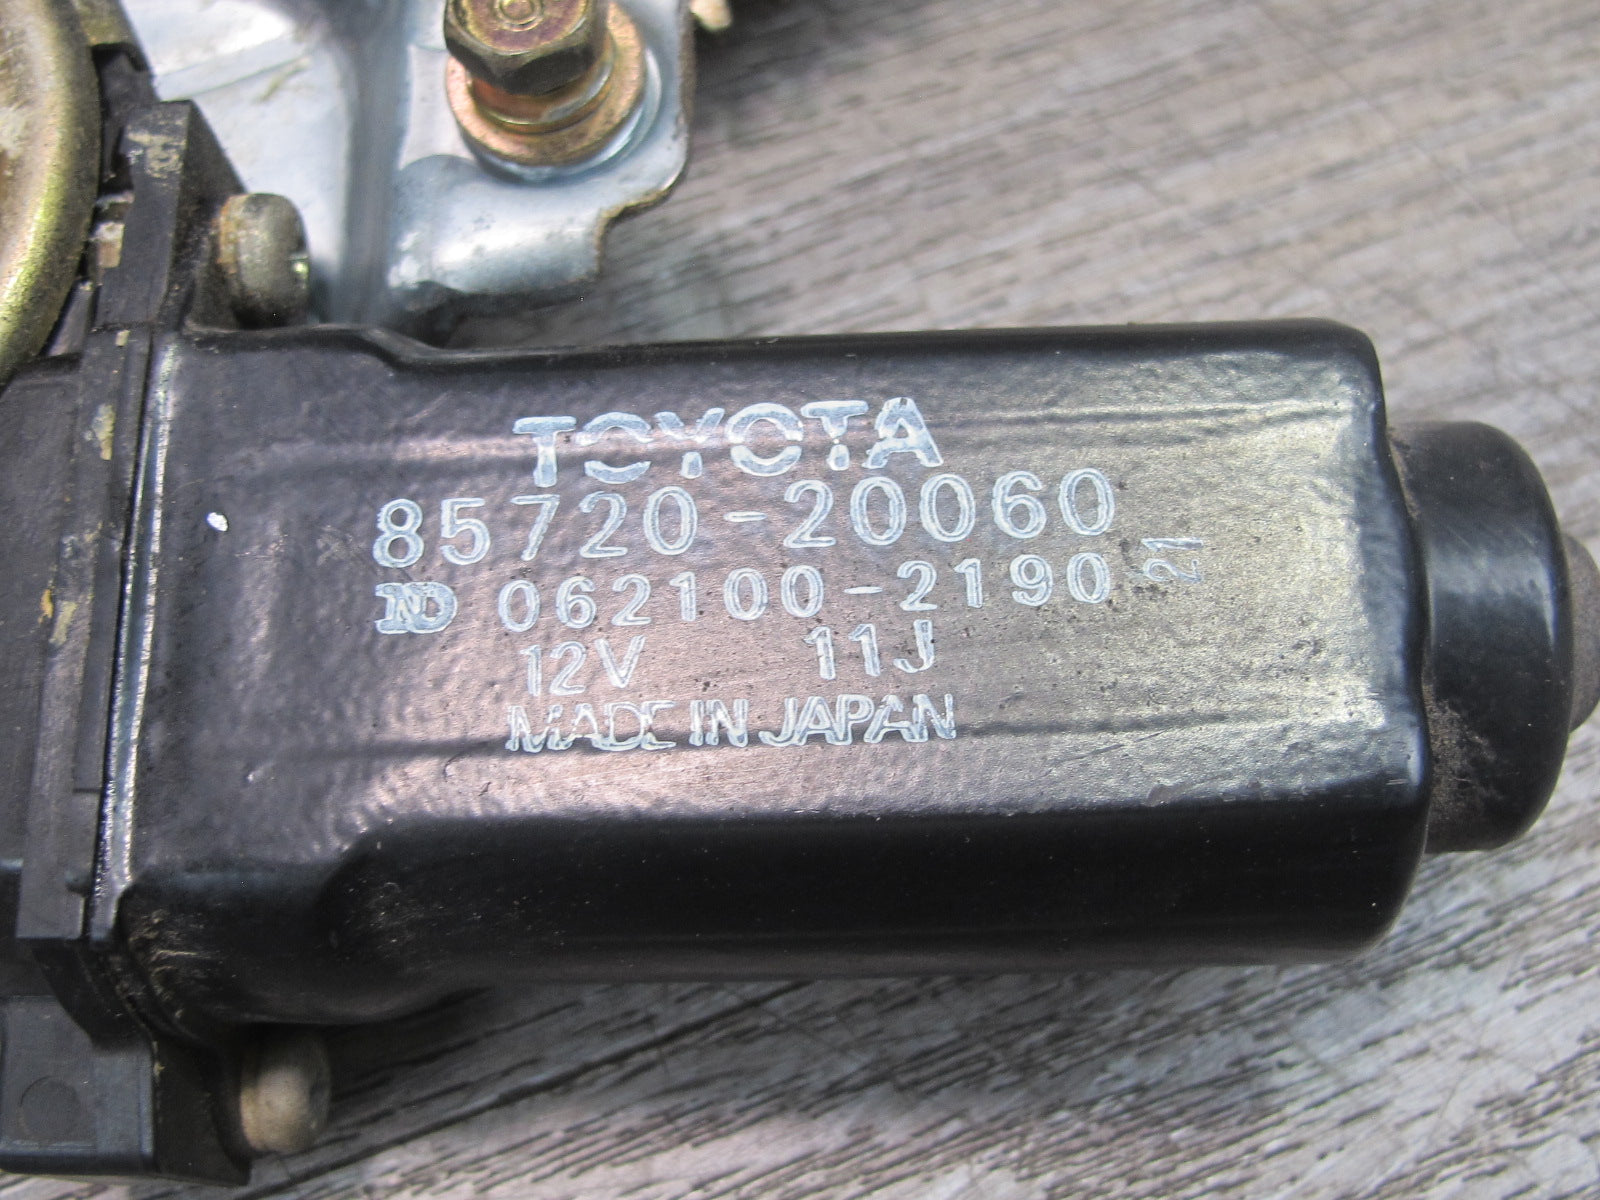 TOYOTA
85720-20060
ND 062100-2190 21
12V 11J
MADE IN JAPAN